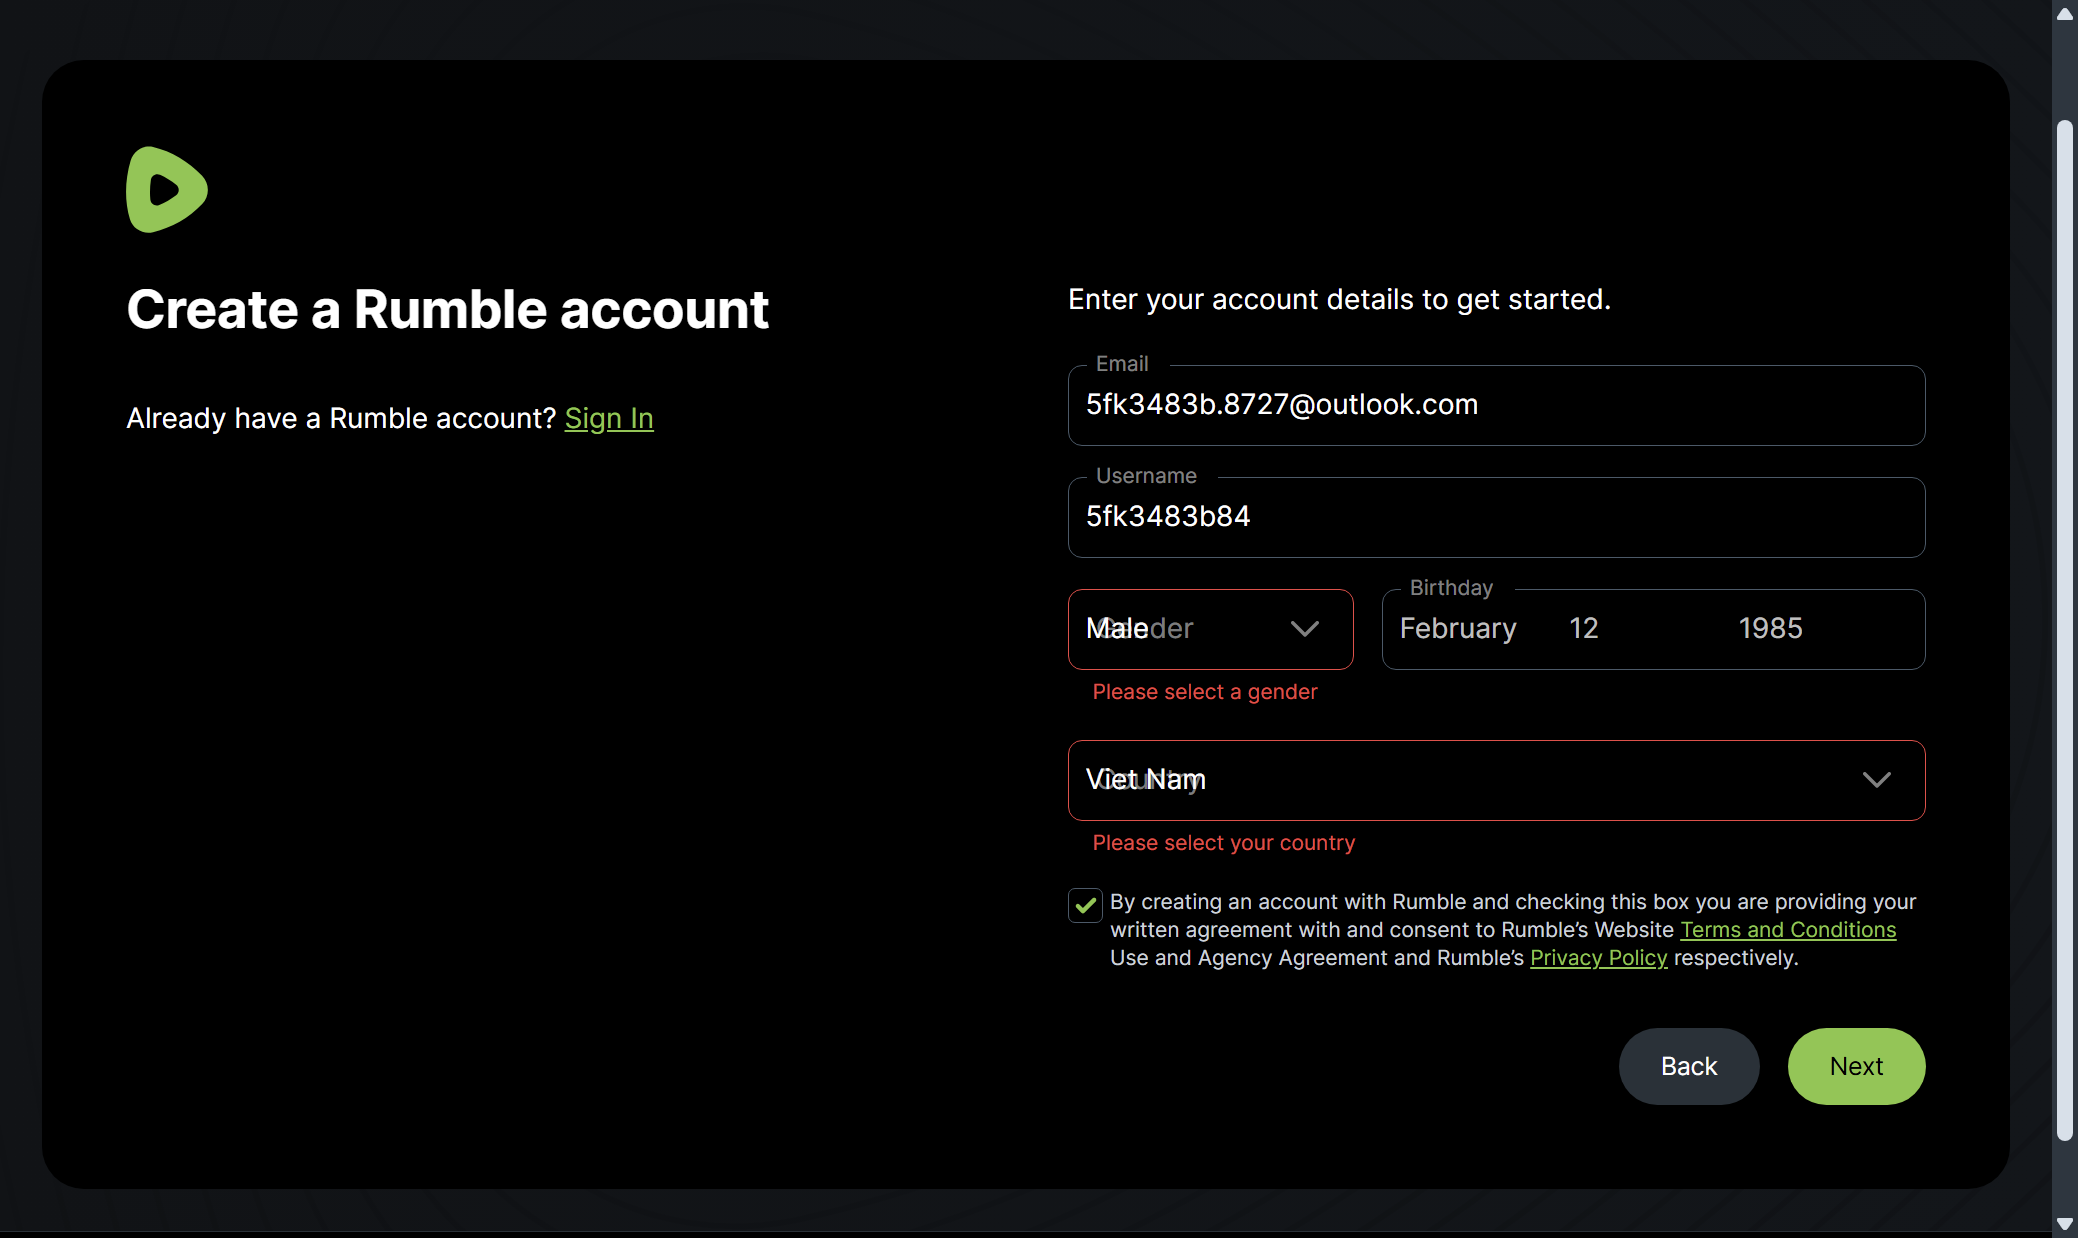 Create a Rumble account
Already have a Rumble account? Sign In
Enter your account details to get started.
Email
5fk3483b.8727@outlook.com
Username
5fk3483b84
Gender
Male
Birthday
February 12 1985
Please select a gender
Country
Viet Nam
Please select your country
By creating an account with Rumble and checking this box you are providing your
written agreement with and consent to Rumble’s Website Terms and Conditions
Use and Agency Agreement and Rumble’s Privacy Policy respectively.
Back
Next